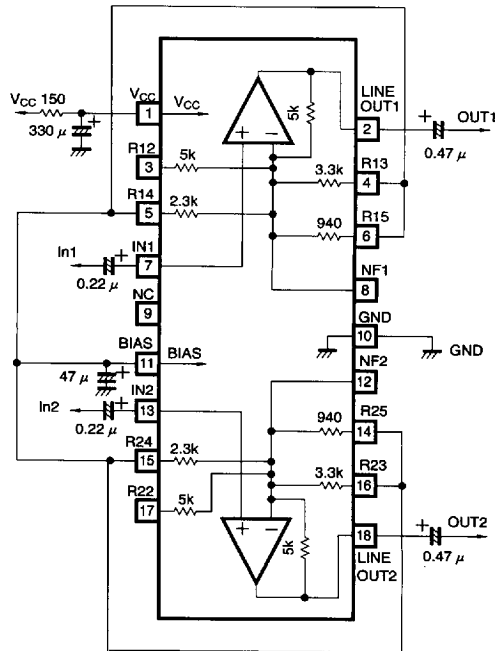 LINE
OUT1
5k
VCC 150
VCC
1
VCC
2
+
OUT1
+
330 μ
0.47 μ
+ −
R12
3
5k
3.3k
R13
4
R14
5
2.3k
940
R15
6
In1
+
IN1
7
NF1
8
0.22 μ
NC
9
GND
10
GND
BIAS
11
BIAS
NF2
12
47 μ
+
IN2
In2
+
13
940
R25
14
0.22 μ
R24
15
2.3k
3.3k
R23
16
R22
17
5k
+ −
5k
18
+
OUT2
LINE
OUT2
0.47 μ